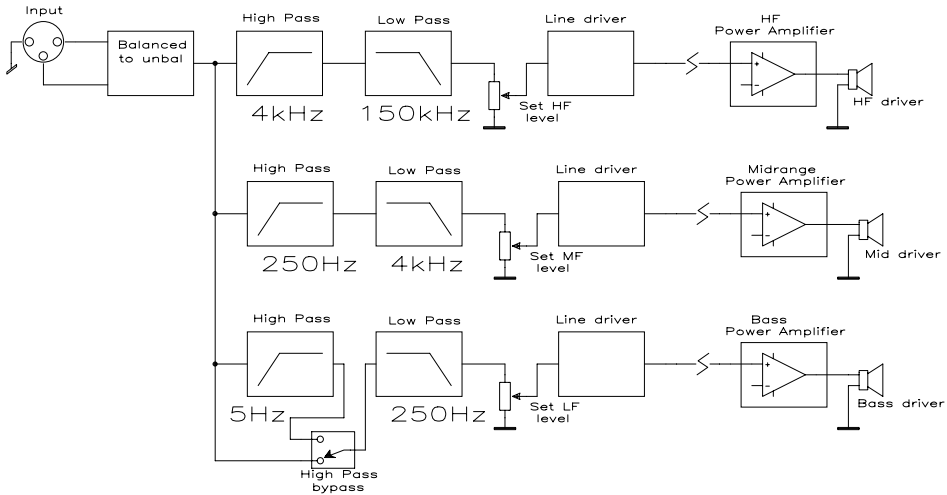 Input
Balanced
to unbal
High Pass
4kHz
Low Pass
150kHz
Set HF
level
Line driver
HF
Power Amplifier
+
-
HF driver
High Pass
250Hz
Low Pass
4kHz
Set MF
level
Line driver
Midrange
Power Amplifier
+
-
Mid driver
High Pass
5Hz
High Pass
bypass
Low Pass
250Hz
Set LF
level
Line driver
Bass
Power Amplifier
+
-
Bass driver